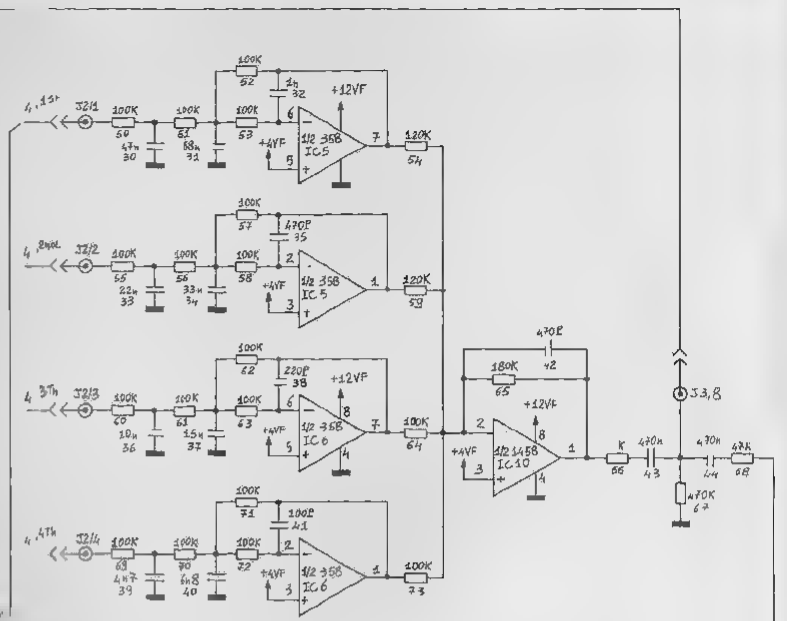 4, 1st J2/1 100K 50 47n 30 100K 51 68n 31 100K 52 100K 53 1n 32 +12VF 6 7 +4VF 5 1/2 358 IC5 120K 54
4, 2nd J2/2 100K 55 22n 33 100K 56 33n 34 100K 57 100K 58 470P 35 2 1 +4VF 3 1/2 358 IC5 120K 59
4 3Th J2/3 100K 60 10n 36 100K 61 15n 37 100K 62 100K 63 220P 38 +12VF 8 6 7 +4VF 5 4 1/2 358 IC6 100K 64
4, 4Th J2/4 100K 69 4n7 39 100K 70 6n8 40 100K 71 100K 72 100P 41 2 1 +4VF 3 1/2 358 IC6 100K 73
470P 42 180K 65 +12VF 8 2 1 +4VF 3 4 1/2 1458 IC10 K 66 470n 43 J3,8 470n 44 47K 68 470K 67